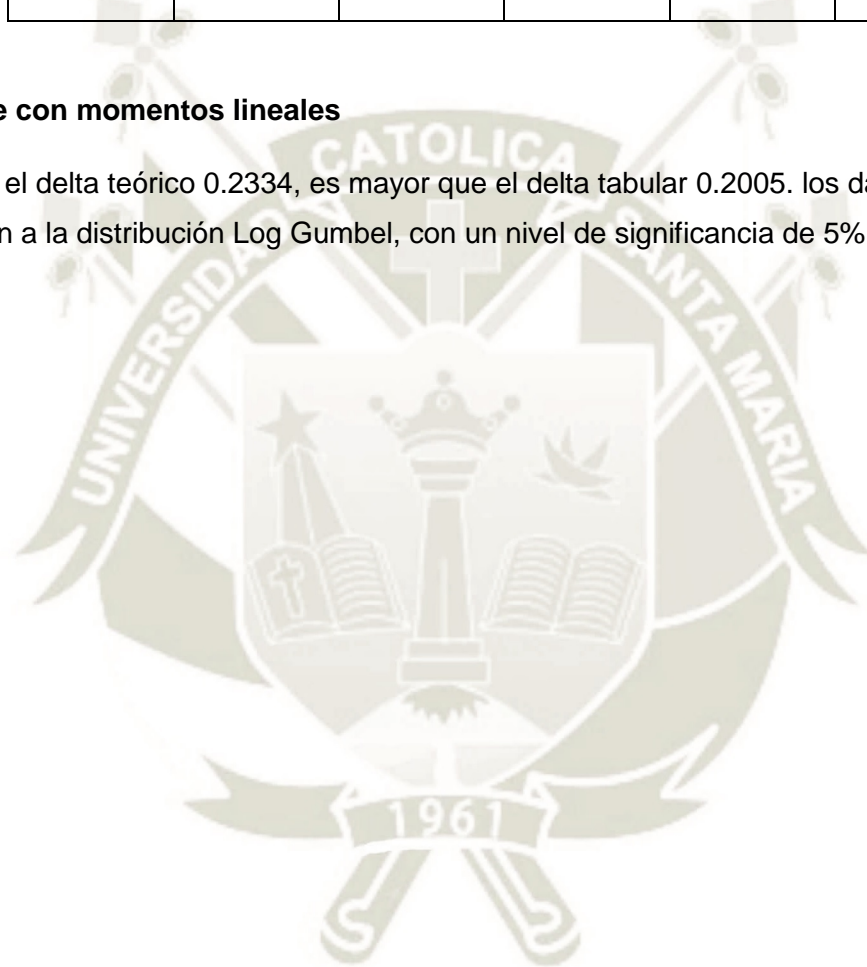 e con momentos lineales
el delta teórico 0.2334, es mayor que el delta tabular 0.2005. los da
n a la distribución Log Gumbel, con un nivel de significancia de 5%
UNIVERSIDAD CATOLICA SANTA MARIA
1961